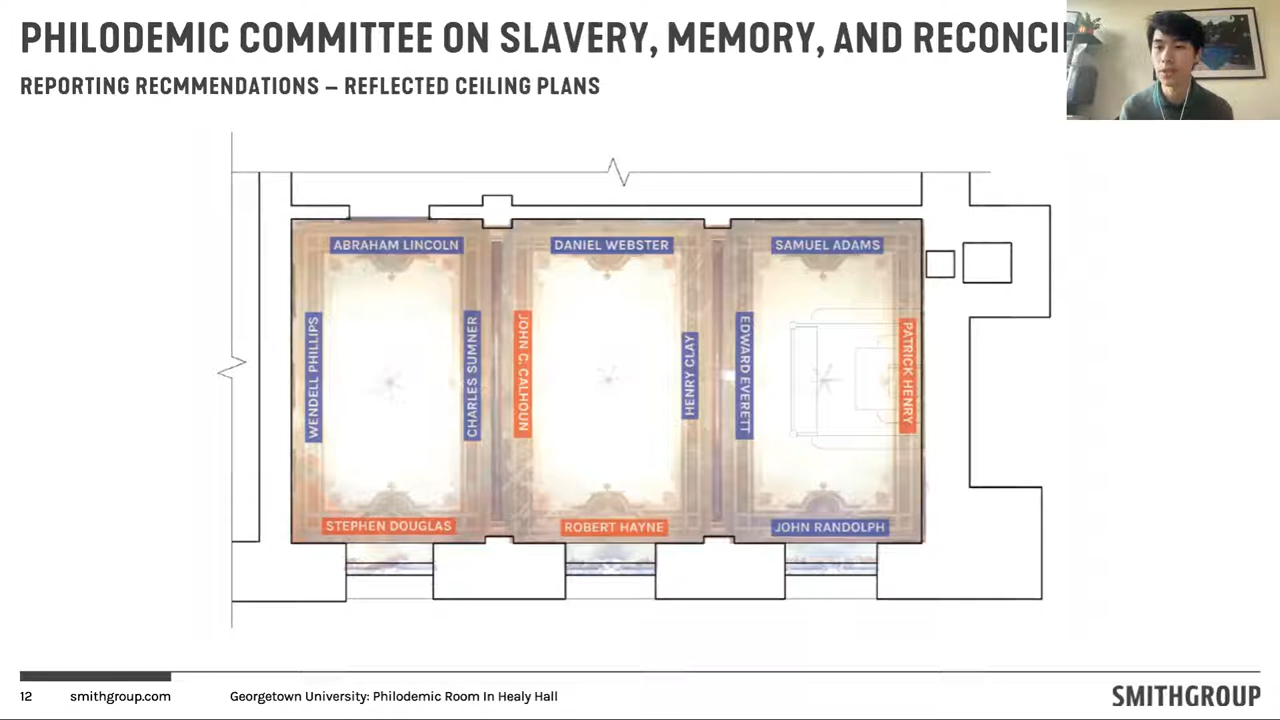 PHILODEMIC COMMITTEE ON SLAVERY, MEMORY, AND
REPORTING RECMMENDATIONS – REFLECTED CEILING PLANS
ABRAHAM LINCOLN
DANIEL WEBSTER
SAMUEL ADAMS
WENDELL PHILLIPS
CHARLES SUMNER
JOHN C. CALHOUN
HENRY CLAY
EDWARD EVERETT
PATRICK HENRY
STEPHEN DOUGLAS
ROBERT HAYNE
JOHN RANDOLPH
12 smithgroup.com Georgetown University: Philodemic Room In Healy Hall SMITHGROUP